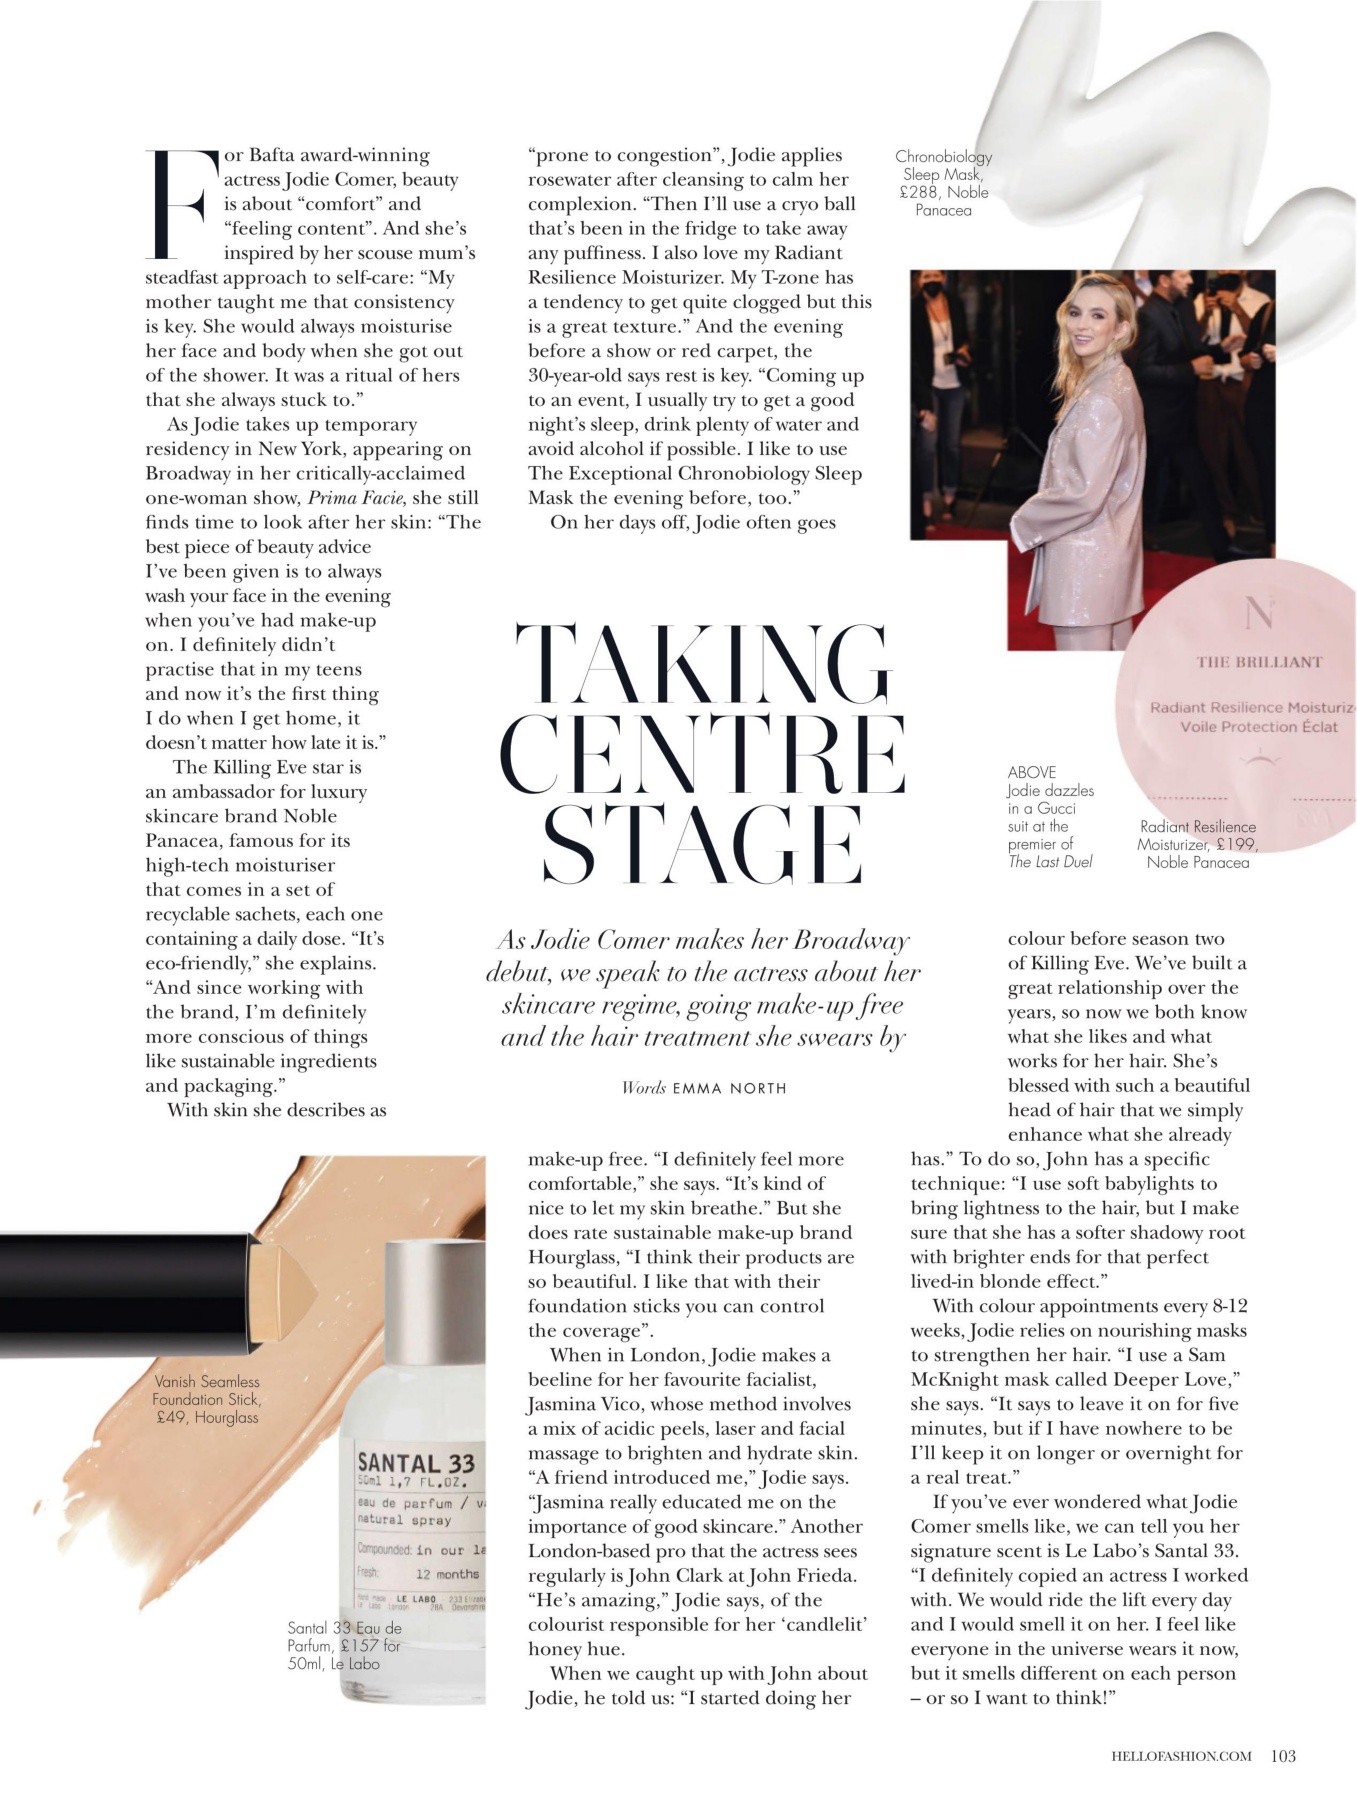 For Bafta award-winning
actress Jodie Comer, beauty
is about “comfort” and
“feeling content”. And she’s
inspired by her scouse mum’s
steadfast approach to self-care: “My
mother taught me that consistency
is key. She would always moisturise
her face and body when she got out
of the shower. It was a ritual of hers
that she always stuck to.”
As Jodie takes up temporary
residency in New York, appearing on
Broadway in her critically-acclaimed
one-woman show, Prima Facie, she still
finds time to look after her skin: “The
best piece of beauty advice
I’ve been given is to always
wash your face in the evening
when you’ve had make-up
on. I definitely didn’t
practise that in my teens
and now it’s the first thing
I do when I get home, it
doesn’t matter how late it is.”
The Killing Eve star is
an ambassador for luxury
skincare brand Noble
Panacea, famous for its
high-tech moisturiser
that comes in a set of
recyclable sachets, each one
containing a daily dose. “It’s
eco-friendly,” she explains.
“And since working with
the brand, I’m definitely
more conscious of things
like sustainable ingredients
and packaging.”
With skin she describes as
“prone to congestion”, Jodie applies
rosewater after cleansing to calm her
complexion. “Then I’ll use a cryo ball
that’s been in the fridge to take away
any puffiness. I also love my Radiant
Resilience Moisturizer. My T-zone has
a tendency to get quite clogged but this
is a great texture.” And the evening
before a show or red carpet, the
30-year-old says rest is key. “Coming up
to an event, I usually try to get a good
night’s sleep, drink plenty of water and
avoid alcohol if possible. I like to use
The Exceptional Chronobiology Sleep
Mask the evening before, too.”
On her days off, Jodie often goes
TAKING
CENTRE
STAGE
As Jodie Comer makes her Broadway
debut, we speak to the actress about her
skincare regime, going make-up free
and the hair treatment she swears by
Words EMMA NORTH
make-up free. “I definitely feel more
comfortable,” she says. “It’s kind of
nice to let my skin breathe.” But she
does rate sustainable make-up brand
Hourglass, “I think their products are
so beautiful. I like that with their
foundation sticks you can control
the coverage”.
When in London, Jodie makes a
beeline for her favourite facialist,
Jasmina Vico, whose method involves
a mix of acidic peels, laser and facial
massage to brighten and hydrate skin.
“A friend introduced me,” Jodie says.
“Jasmina really educated me on the
importance of good skincare.” Another
London-based pro that the actress sees
regularly is John Clark at John Frieda.
“He’s amazing,” Jodie says, of the
colourist responsible for her ‘candlelit’
honey hue.
When we caught up with John about
Jodie, he told us: “I started doing her
colour before season two
of Killing Eve. We’ve built a
great relationship over the
years, so now we both know
what she likes and what
works for her hair. She’s
blessed with such a beautiful
head of hair that we simply
enhance what she already
has.” To do so, John has a specific
technique: “I use soft babylights to
bring lightness to the hair, but I make
sure that she has a softer shadowy root
with brighter ends for that perfect
lived-in blonde effect.”
With colour appointments every 8-12
weeks, Jodie relies on nourishing masks
to strengthen her hair. “I use a Sam
McKnight mask called Deeper Love,”
she says. “It says to leave it on for five
minutes, but if I have nowhere to be
I’ll keep it on longer or overnight for
a real treat.”
If you’ve ever wondered what Jodie
Comer smells like, we can tell you her
signature scent is Le Labo’s Santal 33.
“I definitely copied an actress I worked
with. We would ride the lift every day
and I would smell it on her. I feel like
everyone in the universe wears it now,
but it smells different on each person
– or so I want to think!”
Chronobiology
Sleep Mask,
£288, Noble
Panacea
N
THE BRILLIANT
Radiant Resilience Moisturiz
Voile Protection Éclat
ABOVE
Jodie dazzles
in a Gucci
suit at the
premier of
The Last Duel
Radiant Resilience
Moisturizer, £199,
Noble Panacea
Vanish Seamless
Foundation Stick,
£49, Hourglass
SANTAL 33
50ml 1,7 FL.OZ.
eau de parfum / v
natural spray
Compounded: in our la
Fresh: 12 months
LE LABO
London
Santal 33 Eau de
Parfum, £157 for
50ml, Le Labo
HELLOFASHION.COM 103